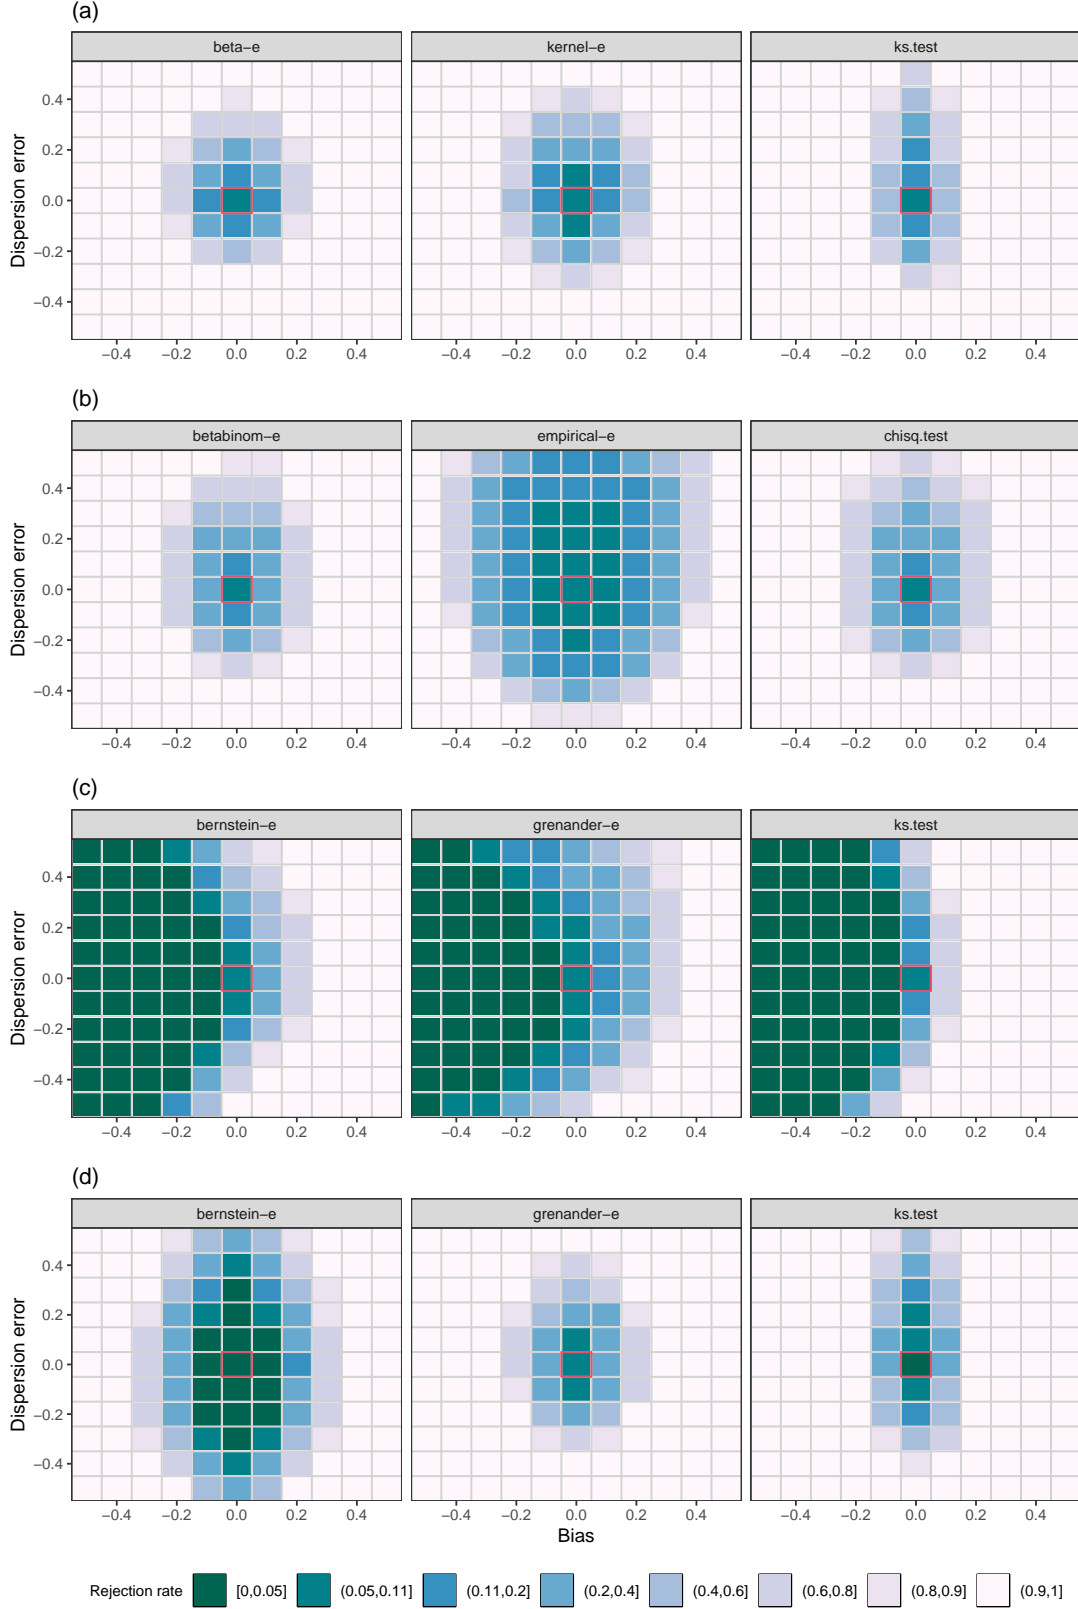 (a)
beta−e kernel−e ks.test
Dispersion error
0.4
0.2
0.0
−0.2
−0.4
−0.4 −0.2 0.0 0.2 0.4 −0.4 −0.2 0.0 0.2 0.4 −0.4 −0.2 0.0 0.2 0.4
(b)
betabinom−e empirical−e chisq.test
Dispersion error
0.4
0.2
0.0
−0.2
−0.4
−0.4 −0.2 0.0 0.2 0.4 −0.4 −0.2 0.0 0.2 0.4 −0.4 −0.2 0.0 0.2 0.4
(c)
bernstein−e grenander−e ks.test
Dispersion error
0.4
0.2
0.0
−0.2
−0.4
−0.4 −0.2 0.0 0.2 0.4 −0.4 −0.2 0.0 0.2 0.4 −0.4 −0.2 0.0 0.2 0.4
(d)
bernstein−e grenander−e ks.test
Dispersion error
0.4
0.2
0.0
−0.2
−0.4
−0.4 −0.2 0.0 0.2 0.4 −0.4 −0.2 0.0 0.2 0.4 −0.4 −0.2 0.0 0.2 0.4
Bias
Rejection rate [0,0.05] (0.05,0.11] (0.11,0.2] (0.2,0.4] (0.4,0.6] (0.6,0.8] (0.8,0.9] (0.9,1]